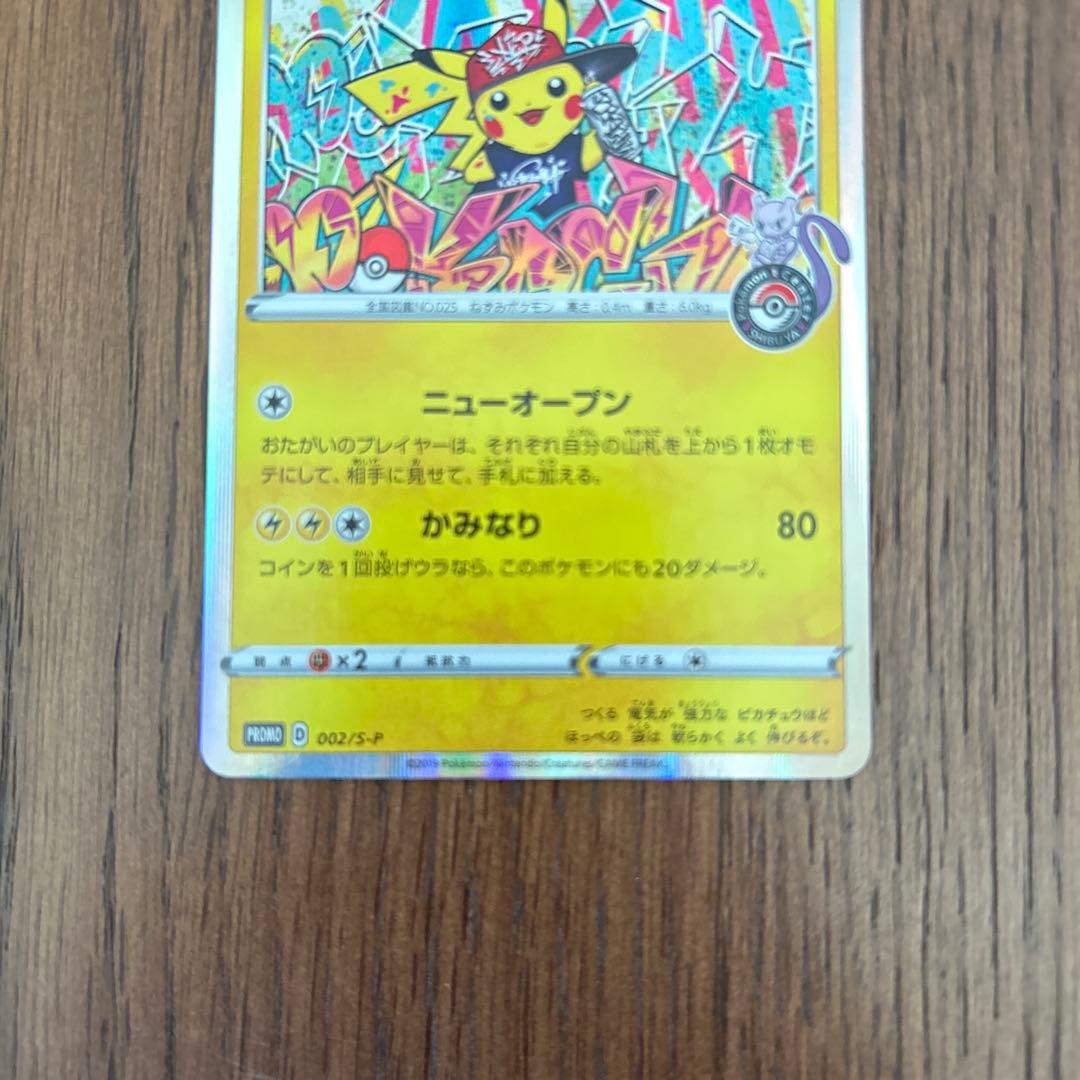 全国図鑑NO.025 ねずみポケモン 高さ:0.4m 重さ:6.0kg
Pokémon Center
SHIBUYA
ニューオープン
おたがいのプレイヤーは、それぞれ自分の山札を上から1枚オモ
テにして、相手に見せて、手札に加える。
かみなり 80
コインを1回投げウラなら、このポケモンにも20ダメージ。
弱点 ×2 抵抗力 にげる
つくる 電気が 強力な ピカチュウほど
ほっぺの 袋は 軟らかく よく 伸びるぞ。
PROMO D 002/S-P
©2019 Pokémon/Nintendo/Creatures/GAME FREAK.